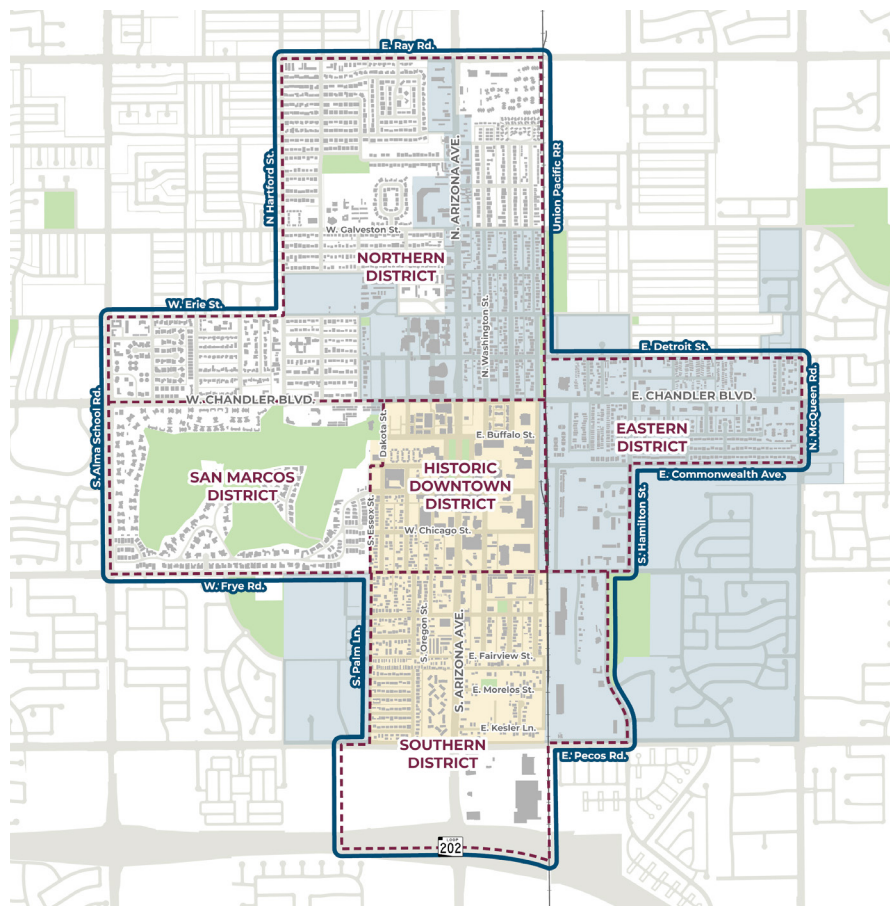 E. Ray Rd.
N Hartford St.
N. ARIZONA AVE.
Union Pacific RR
W. Galveston St.
NORTHERN
DISTRICT
W. Erie St.
N. Washington St.
E. Detroit St.
S. Alma School Rd.
W. CHANDLER BLVD.
E. CHANDLER BLVD.
N. McQueen Rd.
Dakota St.
E. Buffalo St.
EASTERN
DISTRICT
SAN MARCOS
DISTRICT
HISTORIC
DOWNTOWN
DISTRICT
E. Commonwealth Ave.
S. Essex St.
W. Chicago St.
S. Hamilton St.
W. Frye Rd.
S. Palm Ln.
S. Oregon St.
S. ARIZONA AVE.
E. Fairview St.
E. Morelos St.
E. Kesler Ln.
SOUTHERN
DISTRICT
E. Pecos Rd.
LOOP
202